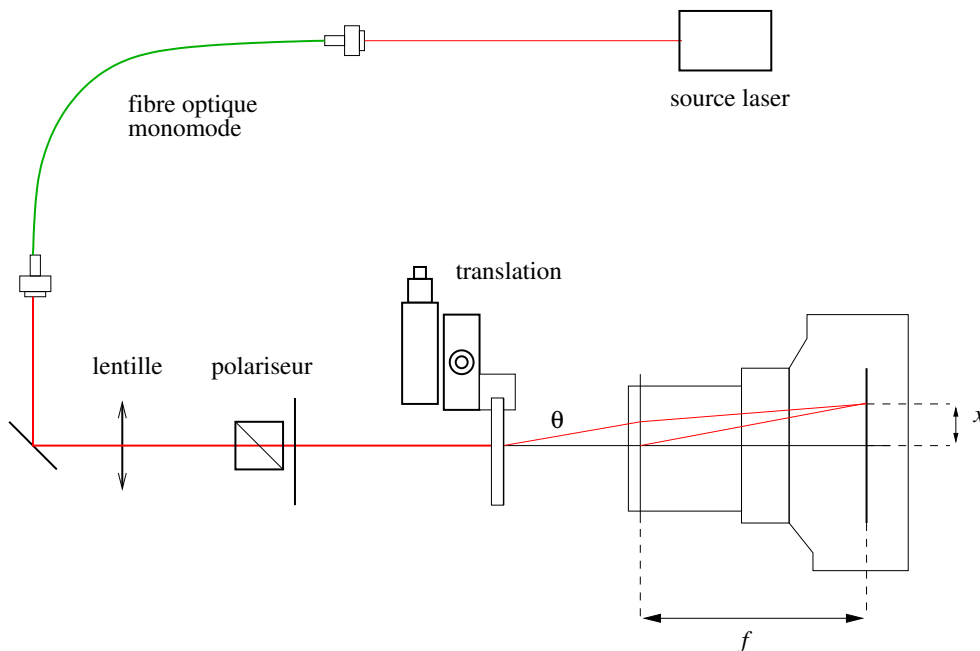 source laser
fibre optique
monomode
translation
lentille
polariseur
θ
x
f